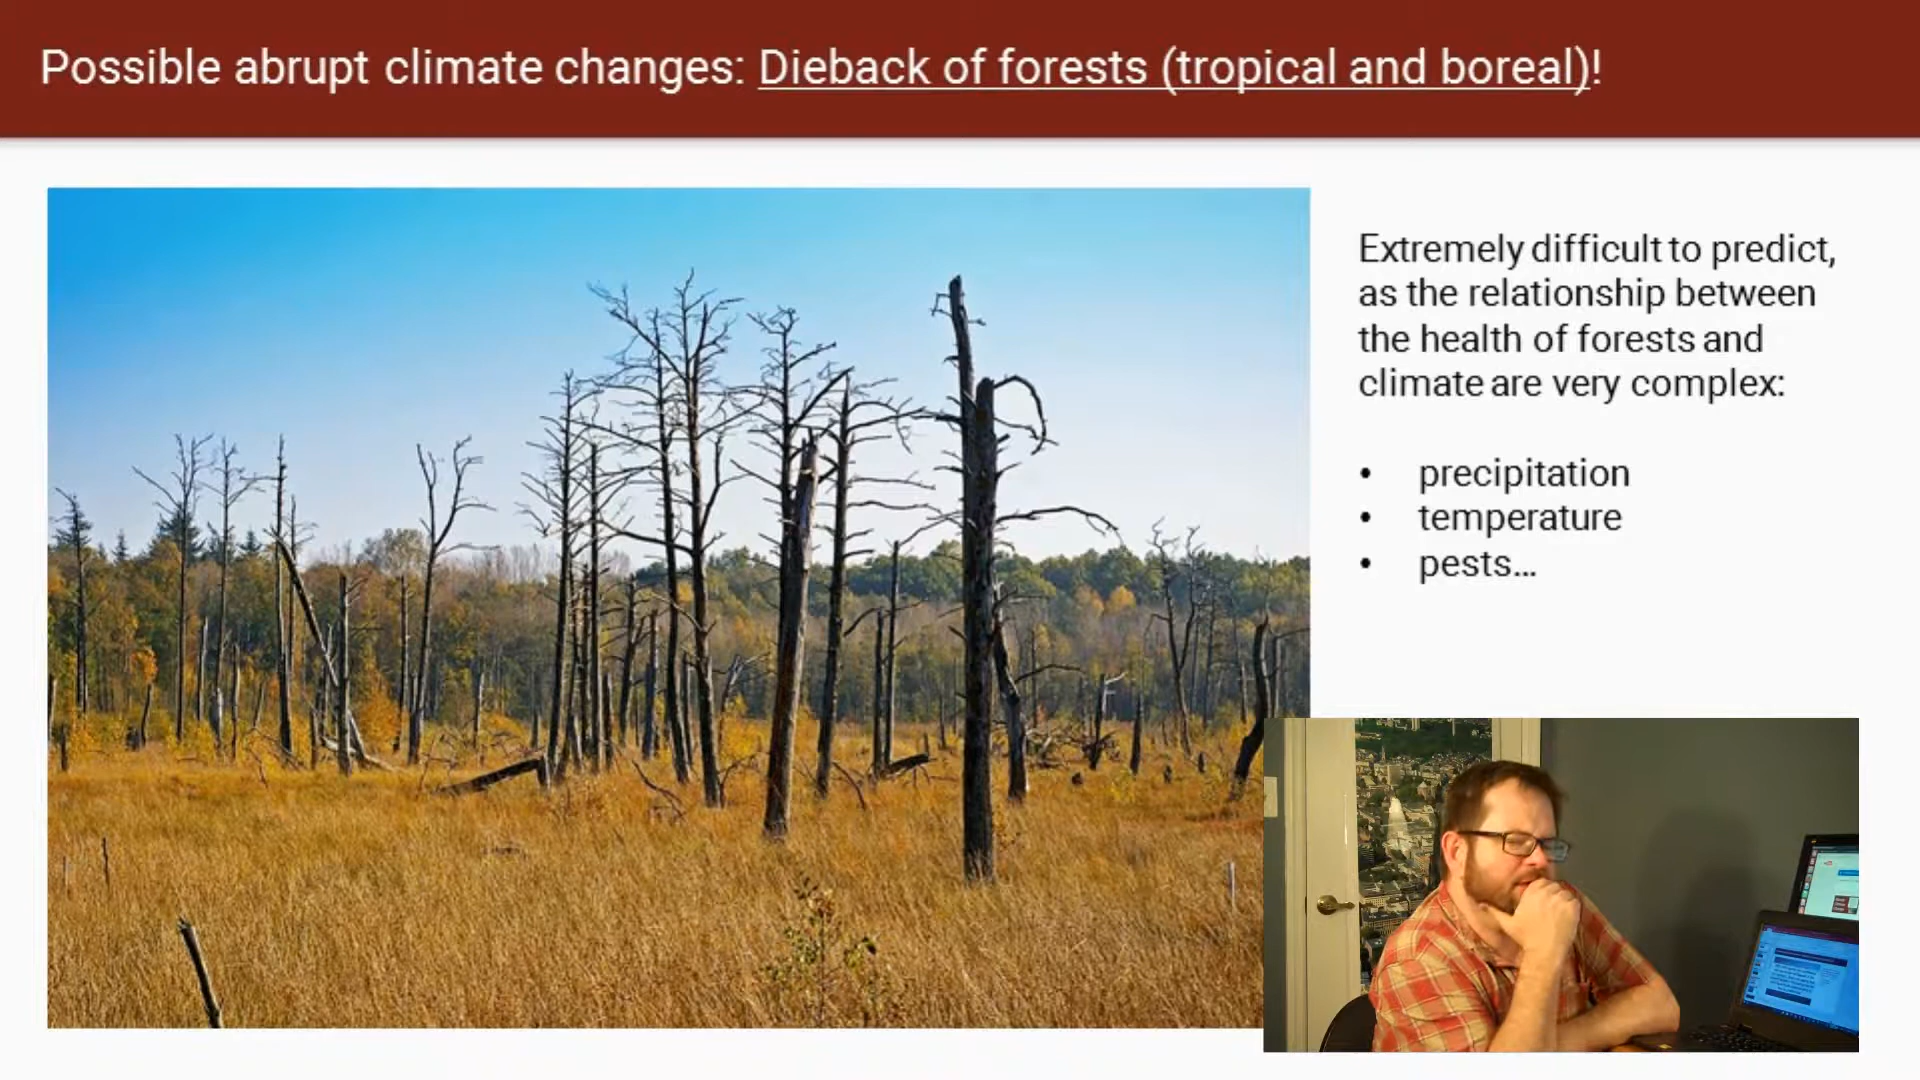 Possible abrupt climate changes: Dieback of forests (tropical and boreal)!
Extremely difficult to predict,
as the relationship between
the health of forests and
climate are very complex:
• precipitation
• temperature
• pests...